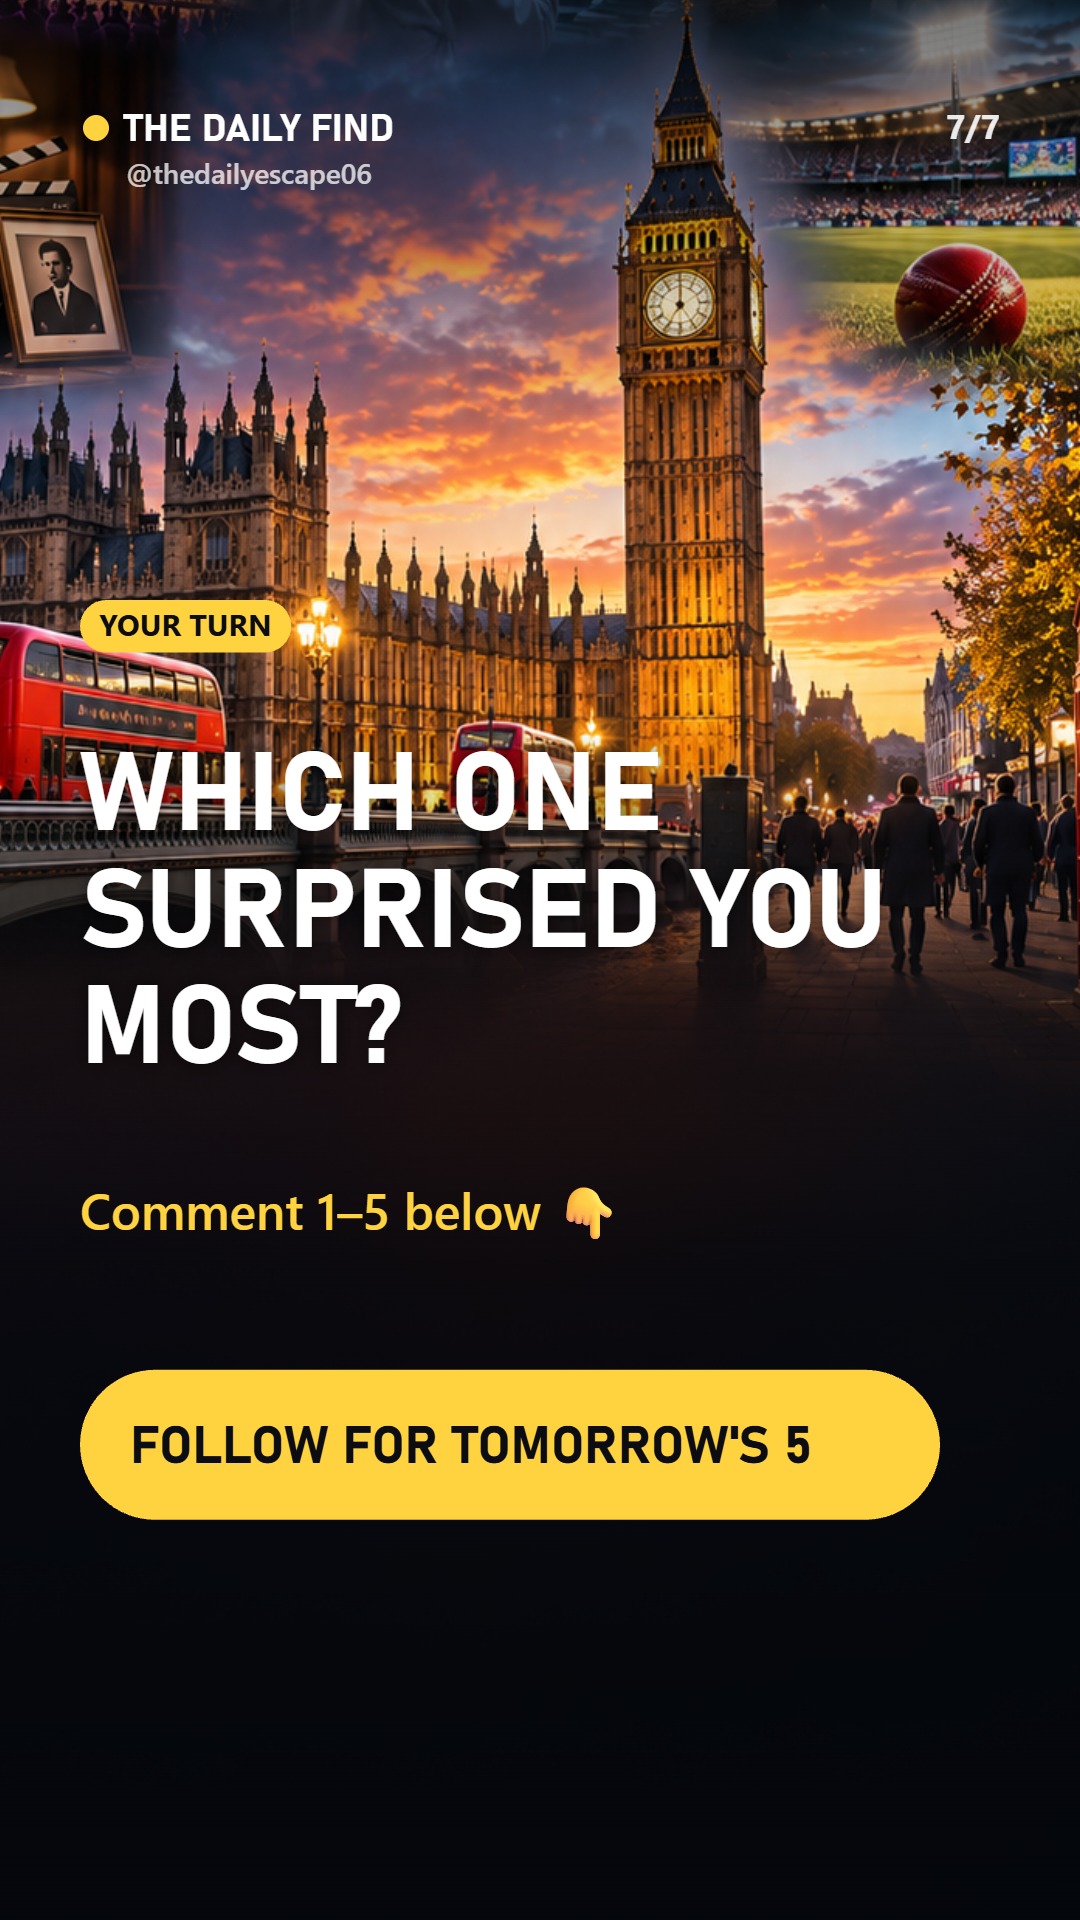 THE DAILY FIND
7/7
@thedailyescape06
YOUR TURN
WHICH ONE
SURPRISED YOU
MOST?
Comment 1–5 below 👇
FOLLOW FOR TOMORROW'S 5